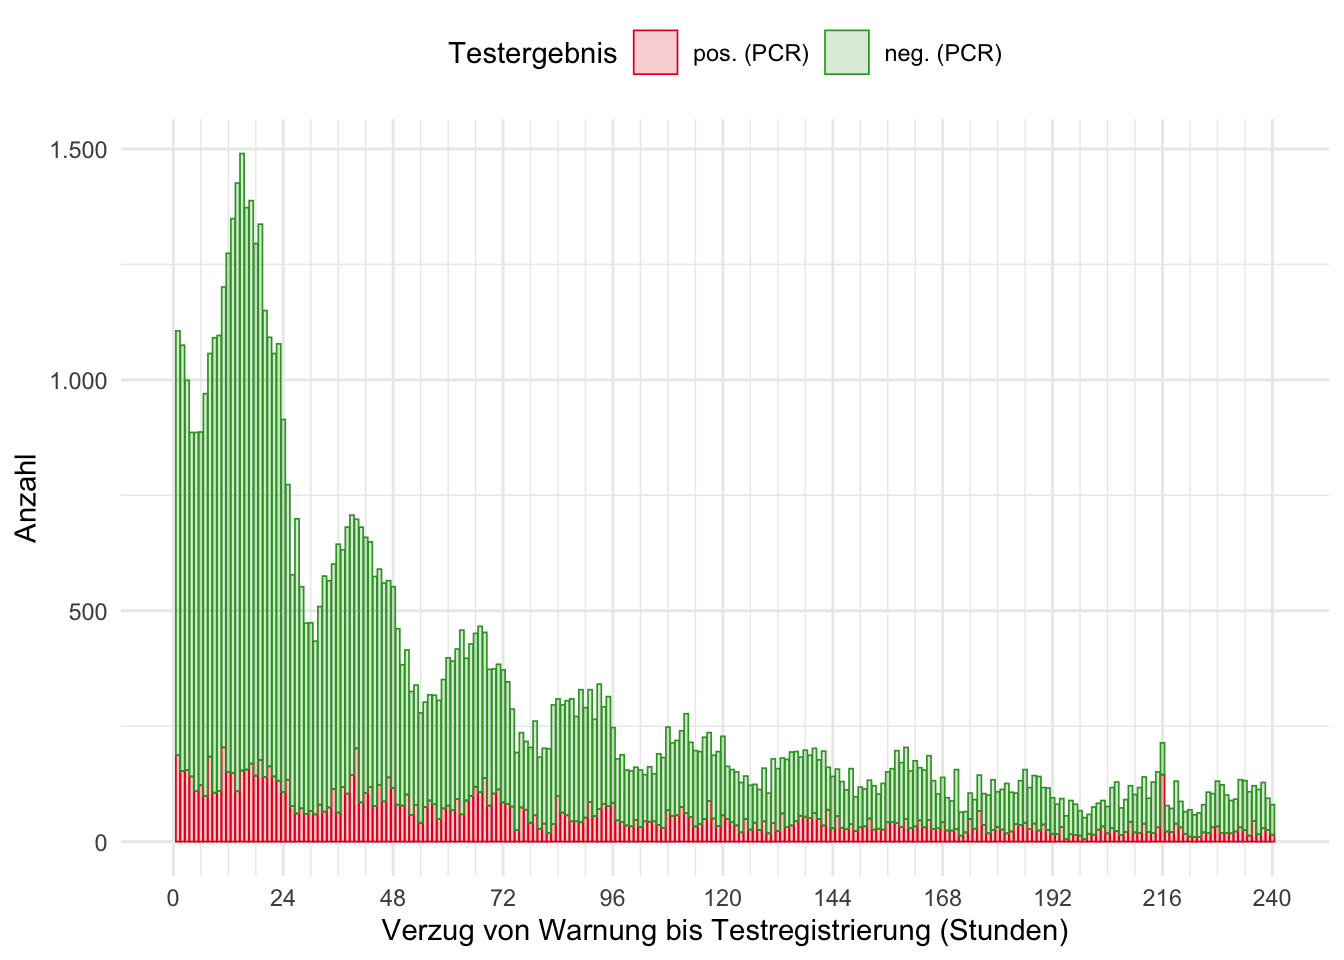 Testergebnis pos. (PCR) neg. (PCR)
1.500
1.000
500
0
Anzahl
0 24 48 72 96 120 144 168 192 216 240
Verzug von Warnung bis Testregistrierung (Stunden)